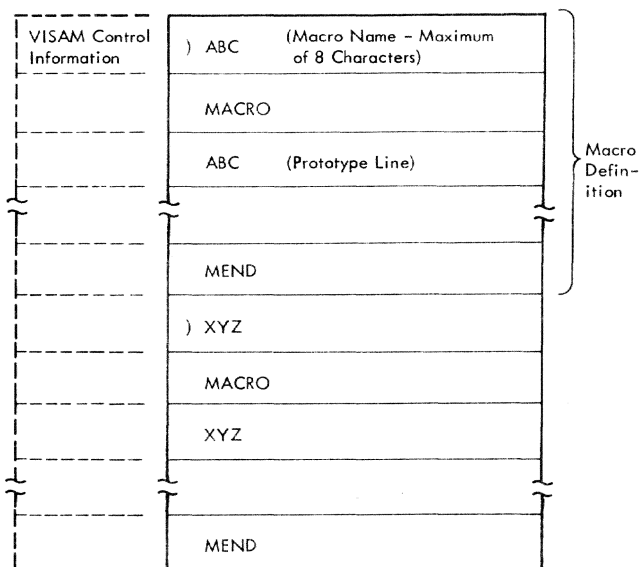 VISAM Control
Information
) ABC (Macro Name - Maximum
of 8 Characters)
MACRO
ABC (Prototype Line)
Macro
Defin-
ition
MEND
) XYZ
MACRO
XYZ
MEND